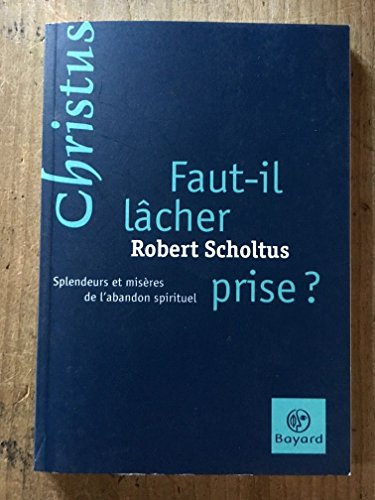 Christus
Faut-il
lâcher
Robert Scholtus
Splendeurs et misères
de l'abandon spirituel
prise ?
Bayard